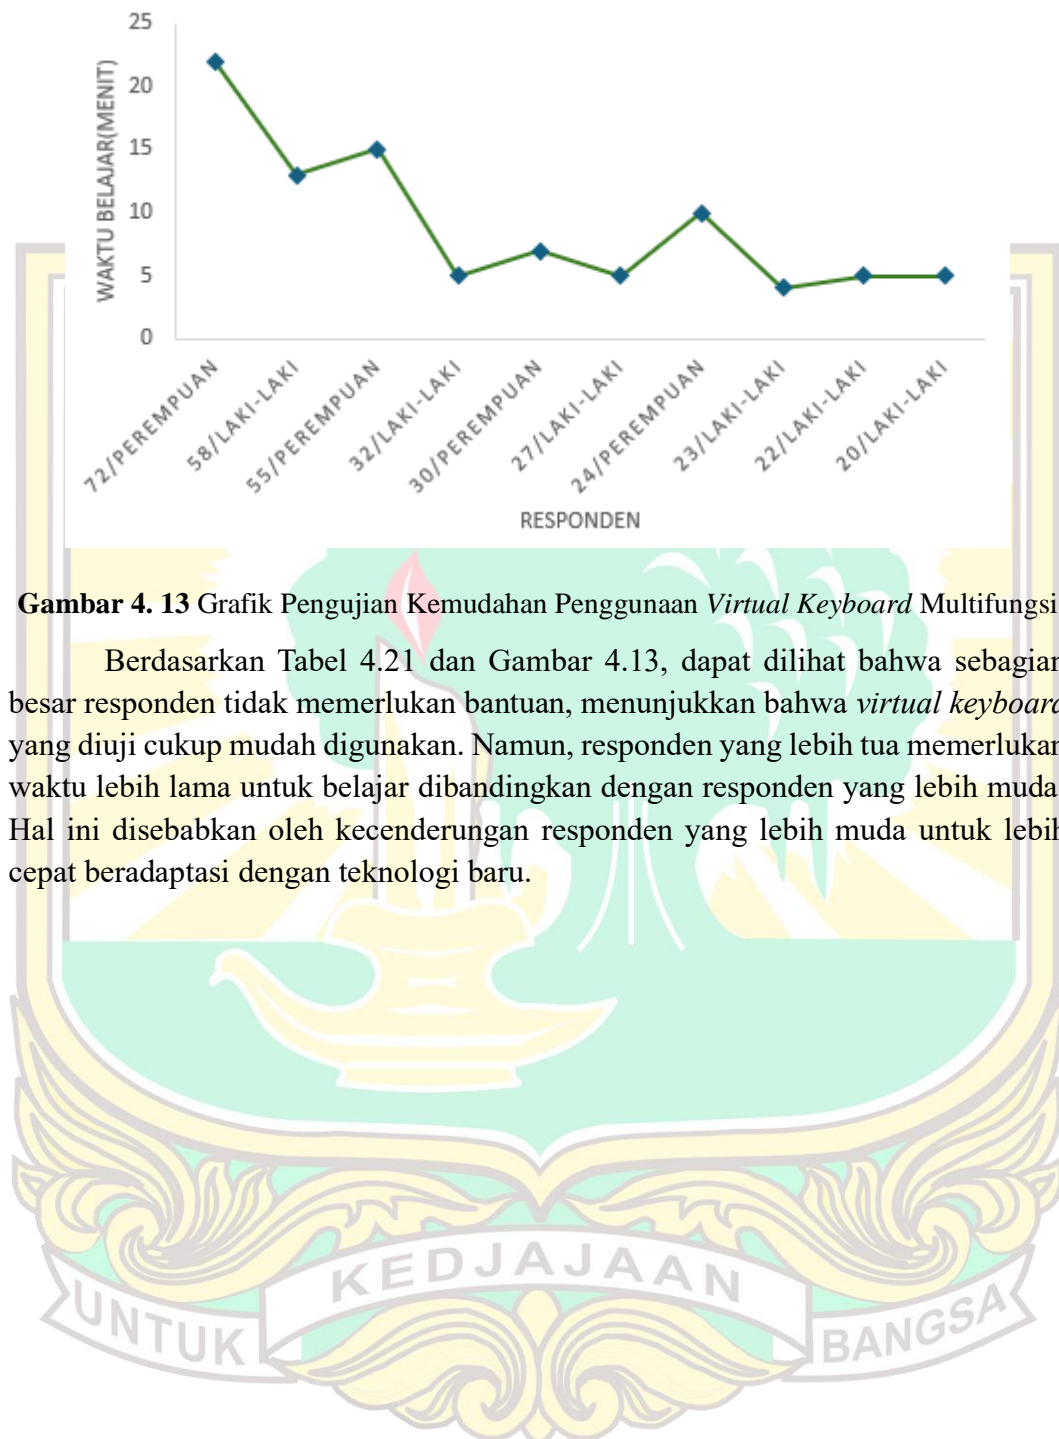 25
20
15
10
5
0
WAKTU BELAJAR(MENIT)
72/PEREMPUAN
58/LAKI-LAKI
55/PEREMPUAN
32/LAKI-LAKI
30/PEREMPUAN
27/LAKI-LAKI
24/PEREMPUAN
23/LAKI-LAKI
22/LAKI-LAKI
20/LAKI-LAKI
RESPONDEN
Gambar 4. 13 Grafik Pengujian Kemudahan Penggunaan Virtual Keyboard Multifungsi
Berdasarkan Tabel 4.21 dan Gambar 4.13, dapat dilihat bahwa sebagian
besar responden tidak memerlukan bantuan, menunjukkan bahwa virtual keyboard
yang diuji cukup mudah digunakan. Namun, responden yang lebih tua memerlukan
waktu lebih lama untuk belajar dibandingkan dengan responden yang lebih muda.
Hal ini disebabkan oleh kecenderungan responden yang lebih muda untuk lebih
cepat beradaptasi dengan teknologi baru.
UNTUK
KEDJAJAAN
BANGSA